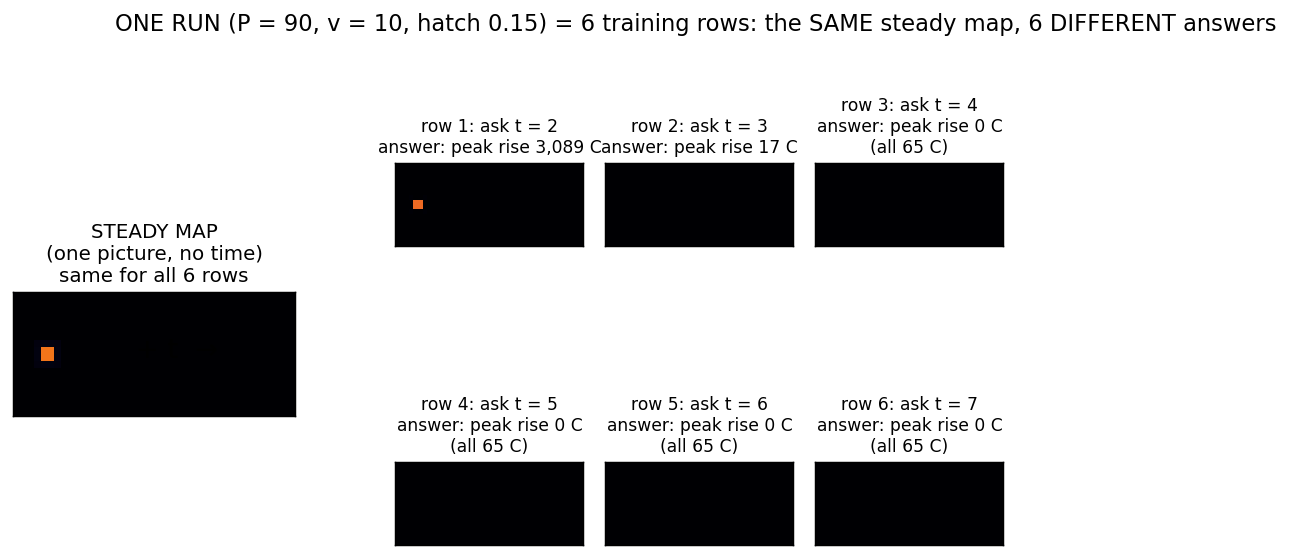 ONE RUN (P = 90, v = 10, hatch 0.15) = 6 training rows: the SAME steady map, 6 DIFFERENT answers
STEADY MAP
(one picture, no time)
same for all 6 rows
row 1: ask t = 2
answer: peak rise 3,089 C
row 2: ask t = 3
answer: peak rise 17 C
row 3: ask t = 4
answer: peak rise 0 C
(all 65 C)
row 4: ask t = 5
answer: peak rise 0 C
(all 65 C)
row 5: ask t = 6
answer: peak rise 0 C
(all 65 C)
row 6: ask t = 7
answer: peak rise 0 C
(all 65 C)